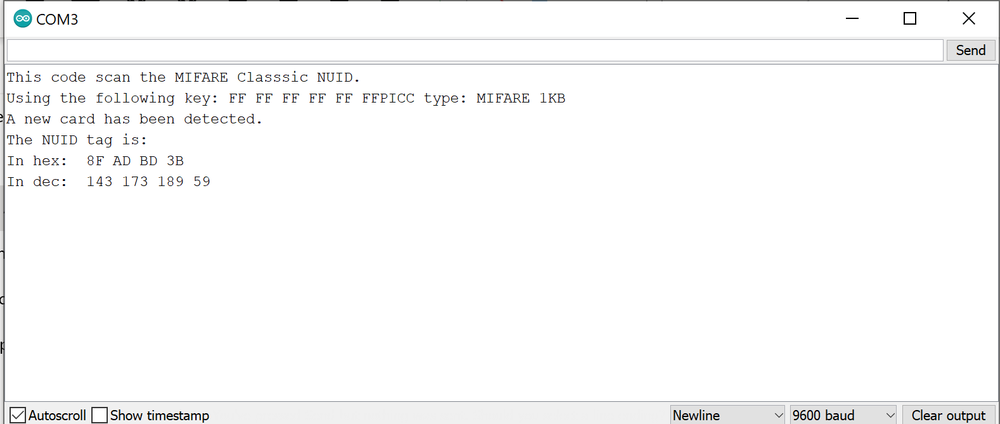 COM3
Send
This code scan the MIFARE Classsic NUID.
Using the following key: FF FF FF FF FF FFPICC type: MIFARE 1KB
A new card has been detected.
The NUID tag is:
In hex:  8F AD BD 3B
In dec:  143 173 189 59
Autoscroll Show timestamp Newline 9600 baud Clear output